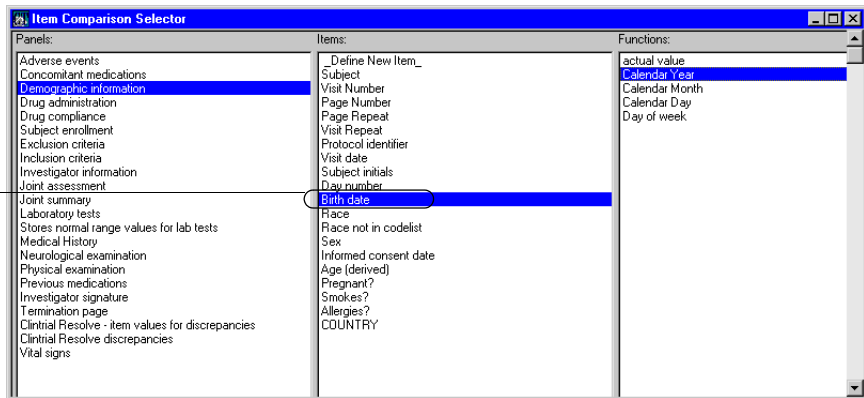 Item Comparison Selector
Panels:
Adverse events
Concomitant medications
Demographic information
Drug administration
Drug compliance
Subject enrollment
Exclusion criteria
Inclusion criteria
Investigator information
Joint assessment
Joint summary
Laboratory tests
Stores normal range values for lab tests
Medical History
Neurological examination
Physical examination
Previous medications
Investigator signature
Termination page
Clintrial Resolve - item values for discrepancies
Clintrial Resolve discrepancies
Vital signs
Items:
_Define New Item_
Subject
Visit Number
Page Number
Page Repeat
Visit Repeat
Protocol identifier
Visit date
Subject initials
Day number
Birth date
Race
Race not in codelist
Sex
Informed consent date
Age (derived)
Pregnant?
Smokes?
Allergies?
COUNTRY
Functions:
actual value
Calendar Year
Calendar Month
Calendar Day
Day of week